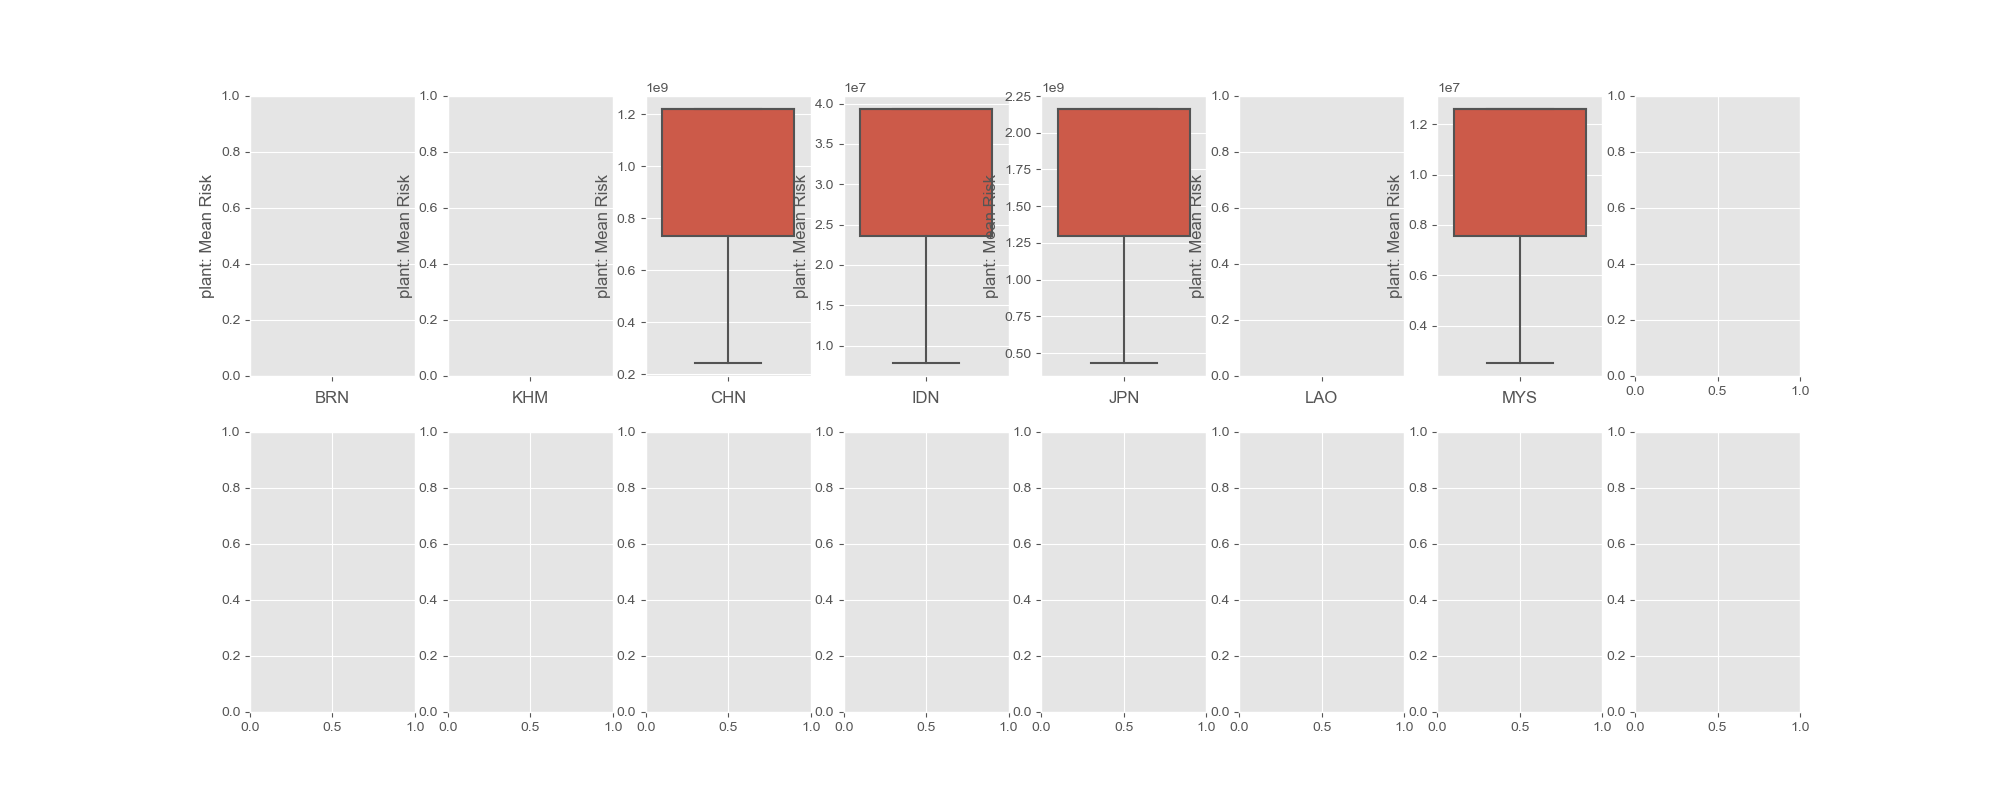 1e9 1e7 1e9 1e7
1.0 1.0 1.2 4.0 2.25 1.0 1.2 1.0
0.8 0.8 1.0 3.5 2.00 0.8 1.0 0.8
0.6 0.6 0.8 3.0 1.75 0.6 0.6 0.6
0.4 0.4 0.6 2.5 1.50 0.4 0.4 0.4
0.2 0.2 0.4 2.0 1.25 0.2 0.2
0.0 0.0 0.2 1.5 1.00 0.0 0.0
1.0 0.75
0.50
plant: Mean Risk
plant: Mean Risk
plant: Mean Risk
plant: Mean Risk
plant: Mean Risk
plant: Mean Risk
plant: Mean Risk
BRN KHM CHN IDN JPN LAO MYS 0.0 0.5 1.0
1.0 1.0 1.0 1.0 1.0 1.0 1.0 1.0
0.8 0.8 0.8 0.8 0.8 0.8 0.8 0.8
0.6 0.6 0.6 0.6 0.6 0.6 0.6 0.6
0.4 0.4 0.4 0.4 0.4 0.4 0.4 0.4
0.2 0.2 0.2 0.2 0.2 0.2 0.2 0.2
0.0 0.0 0.0 0.0 0.0 0.0 0.0 0.0
0.0 0.5 1.0 0.0 0.5 1.0 0.0 0.5 1.0 0.0 0.5 1.0 0.0 0.5 1.0 0.0 0.5 1.0 0.0 0.5 1.0 0.0 0.5 1.0